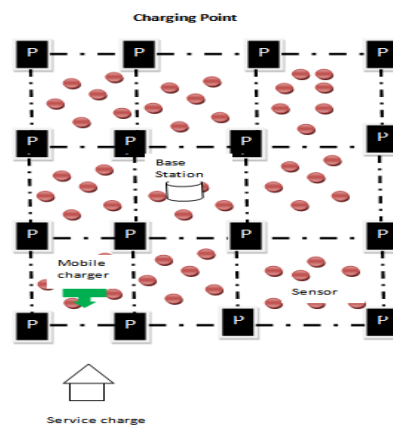 Charging Point
P P P P
P P P P
Base
Station
P P P P
Mobile
charger
Sensor
P P P P
Service charge